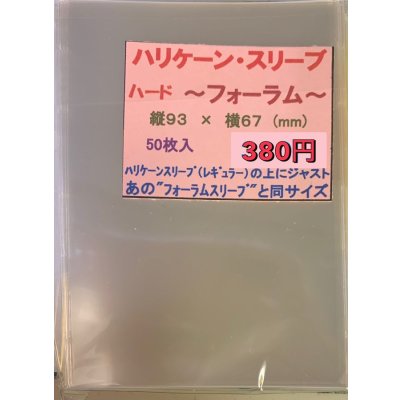 ハリケーン・スリーブ
ハード ～フォーラム～
縦93 × 横67 (mm)
50枚入 380円
ハリケーンスリーブ(レギュラー)の上にジャスト
あの"フォーラムスリーブ"と同サイズ